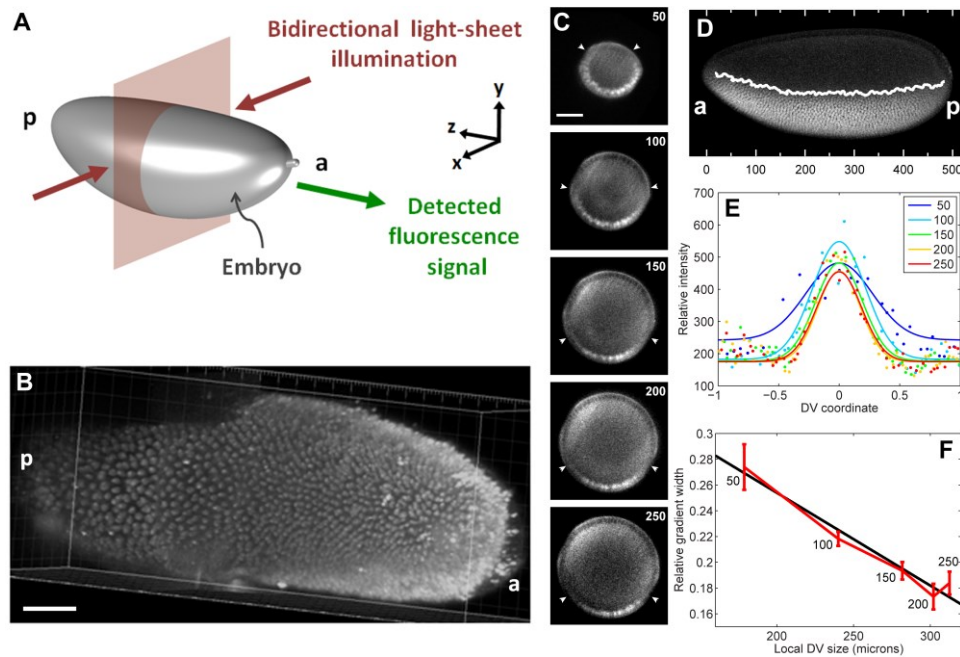 A
Bidirectional light-sheet
illumination
p
a
y
z
x
Embryo
Detected
fluorescence
signal
B
p
a
C
50
100
150
200
250
D
a
p
0 100 200 300 400 500
E
700
600
500
400
300
200
100
Relative intensity
−1 −0.5 0 0.5 1
DV coordinate
50
100
150
200
250
F
0.3
0.28
0.26
0.24
0.22
0.2
0.18
0.16
Relative gradient width
50
100
150
200
250
200 250 300
Local DV size (microns)